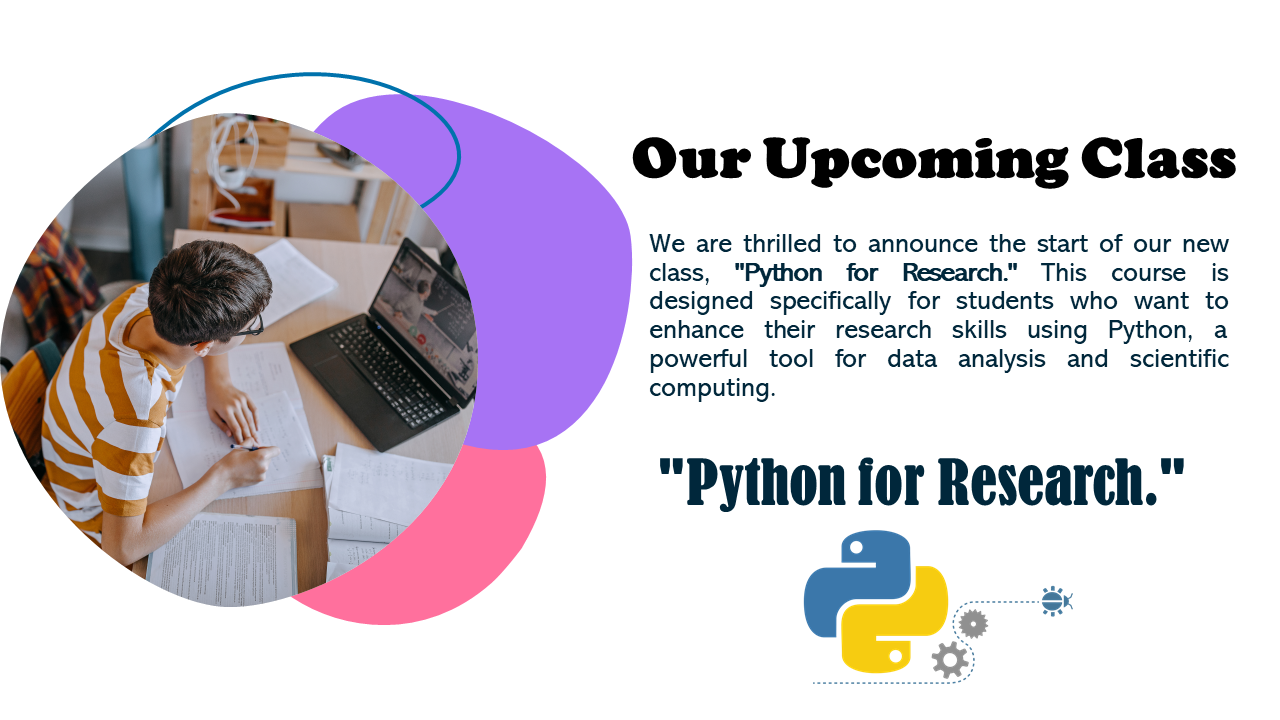 Our Upcoming Class
We are thrilled to announce the start of our new
class, "Python for Research." This course is
designed specifically for students who want to
enhance their research skills using Python, a
powerful tool for data analysis and scientific
computing.
"Python for Research."